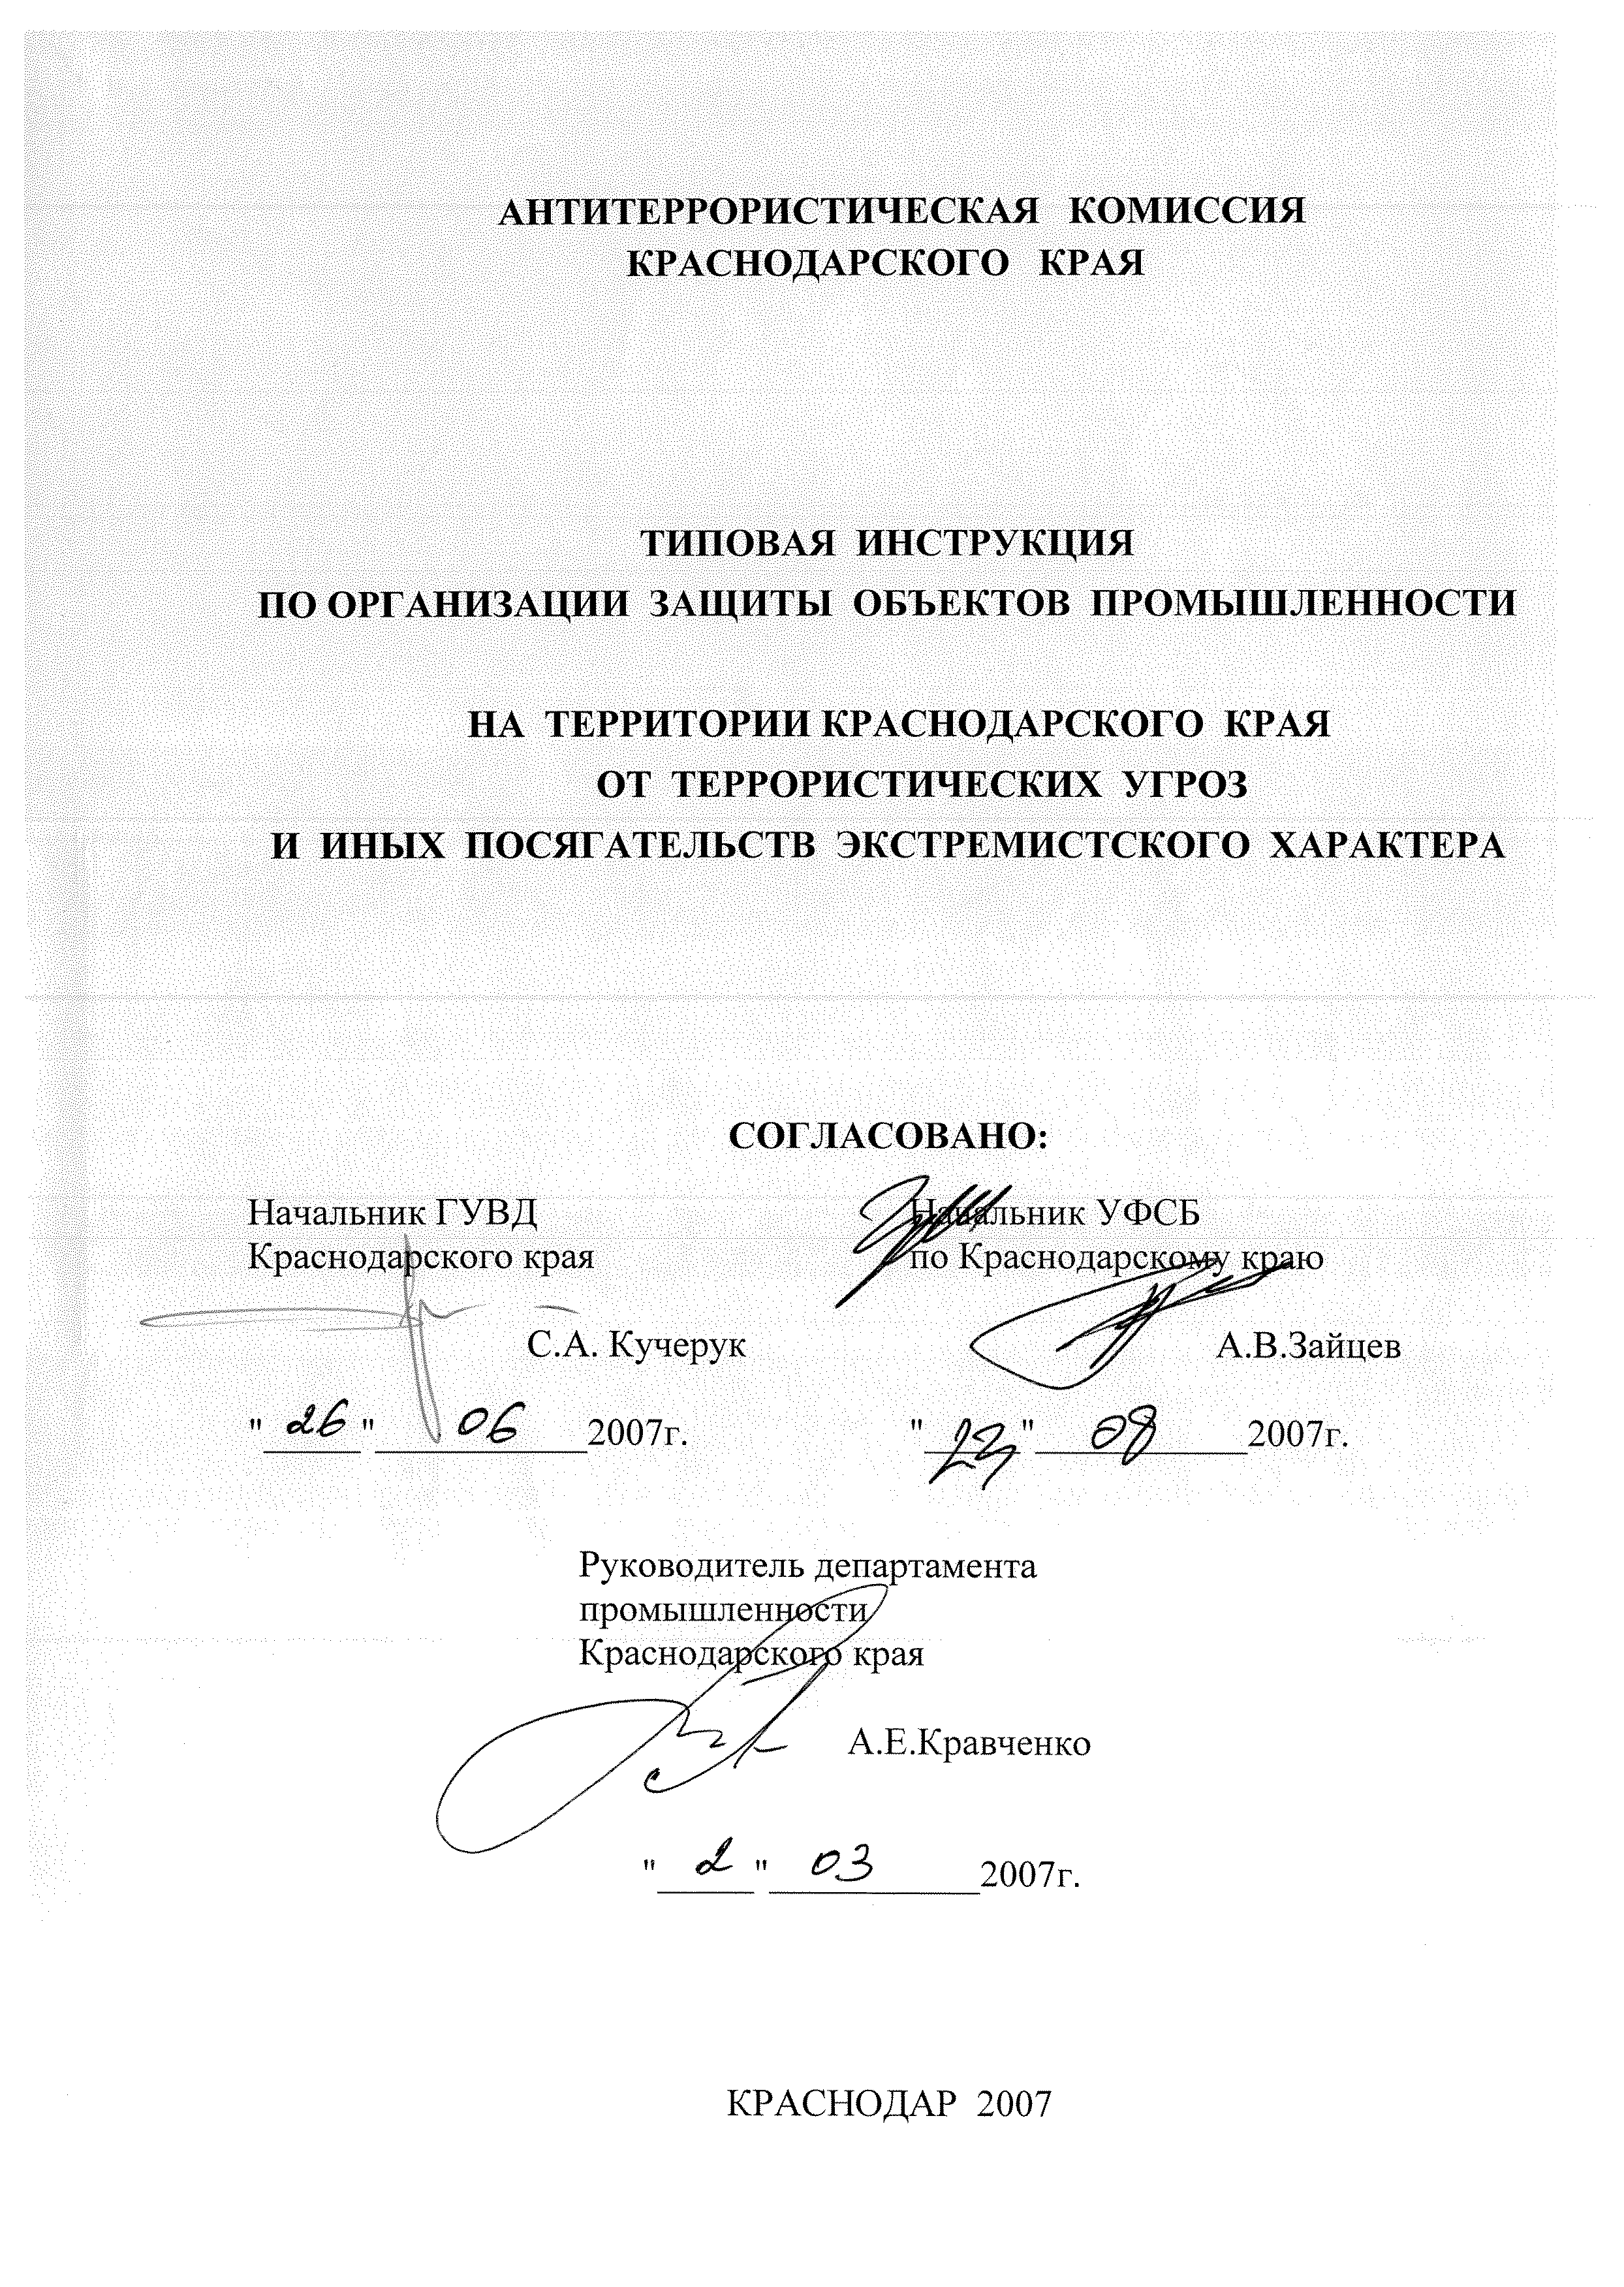 АНТИТЕРРОРИСТИЧЕСКАЯ КОМИССИЯ
КРАСНОДАРСКОГО КРАЯ
ТИПОВАЯ ИНСТРУКЦИЯ
ПО ОРГАНИЗАЦИИ ЗАЩИТЫ ОБЪЕКТОВ ПРОМЫШЛЕННОСТИ
НА ТЕРРИТОРИИ КРАСНОДАРСКОГО КРАЯ
ОТ ТЕРРОРИСТИЧЕСКИХ УГРОЗ
И ИНЫХ ПОСЯГАТЕЛЬСТВ ЭКСТРЕМИСТСКОГО ХАРАКТЕРА
СОГЛАСОВАНО:
Начальник ГУВД
Краснодарского края
С.А. Кучерук
"26" 06 2007г.
Начальник УФСБ
по Краснодарскому краю
А.В.Зайцев
" " 08 2007г.
Руководитель департамента
промышленности
Краснодарского края
А.Е.Кравченко
"2" 03 2007г.
КРАСНОДАР 2007